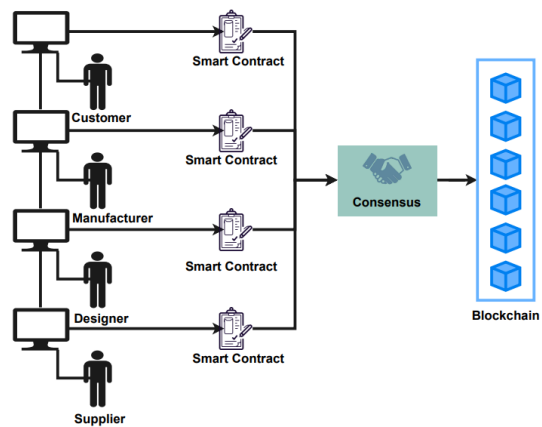 Smart Contract
Customer
Smart Contract
Manufacturer
Consensus
Smart Contract
Designer
Blockchain
Smart Contract
Supplier